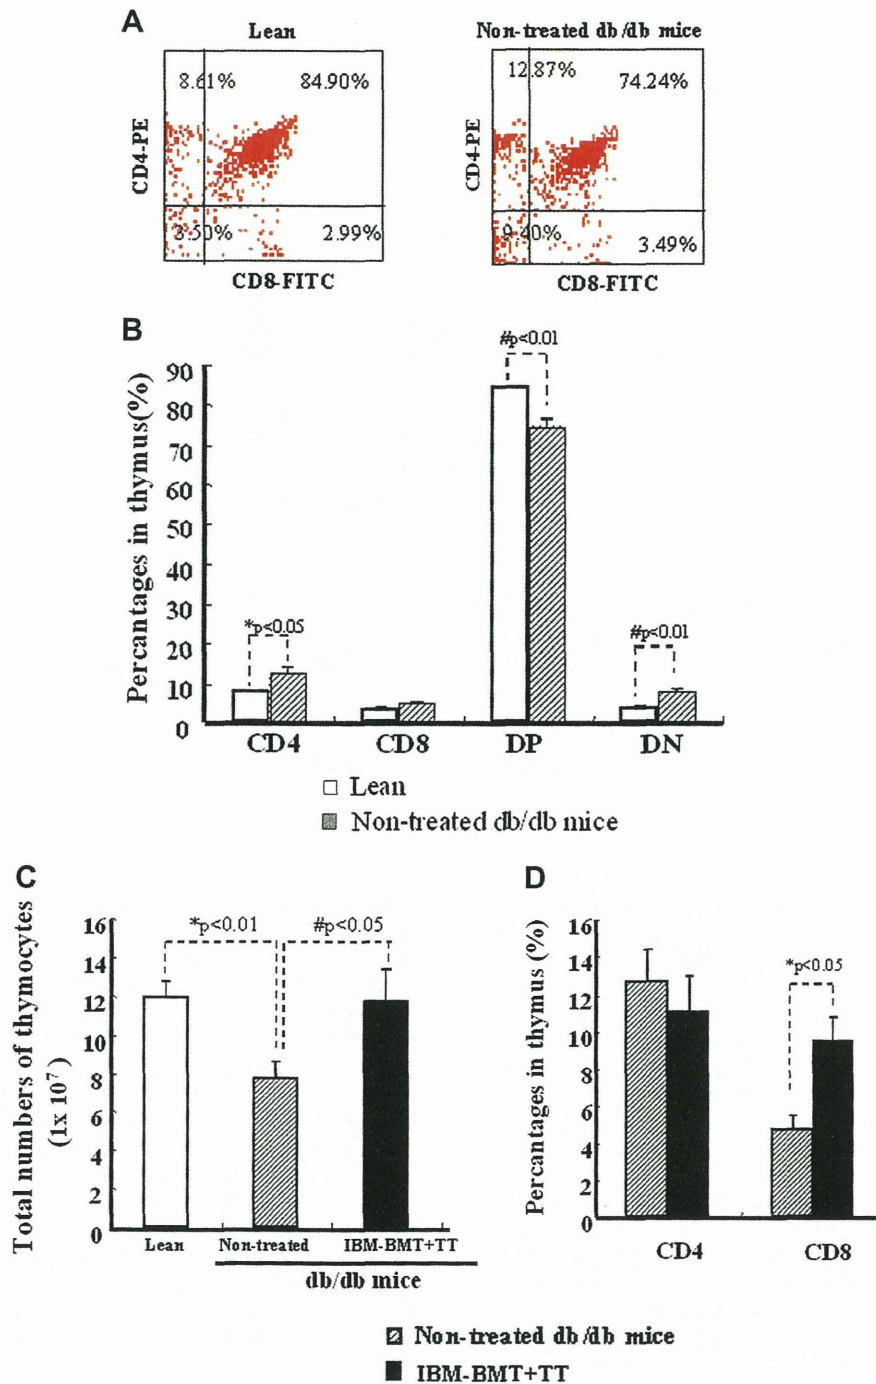 A
Lean
Non-treated db/db mice
8.61%
84.90%
12.87%
74.24%
CD4-PE
CD4-PE
3.50%
2.99%
9.40%
3.49%
CD8-FITC
CD8-FITC
B
#p<0.01
Percantages in thymus(%)
90
80
70
60
50
40
30
20
10
0
*p<0.05
#p<0.01
CD4
CD8
DP
DN
Lean
Non-treated db/db mice
C
Total numbers of thymocytes
(1x 10⁷)
16
14
12
10
8
6
4
2
0
*p<0.01
#p<0.05
Lean
Non-treated
IBM-BMT+TT
db/db mice
D
Percantages in thymus (%)
16
14
12
10
8
6
4
2
0
*p<0.05
CD4
CD8
Non-treated db/db mice
IBM-BMT+TT